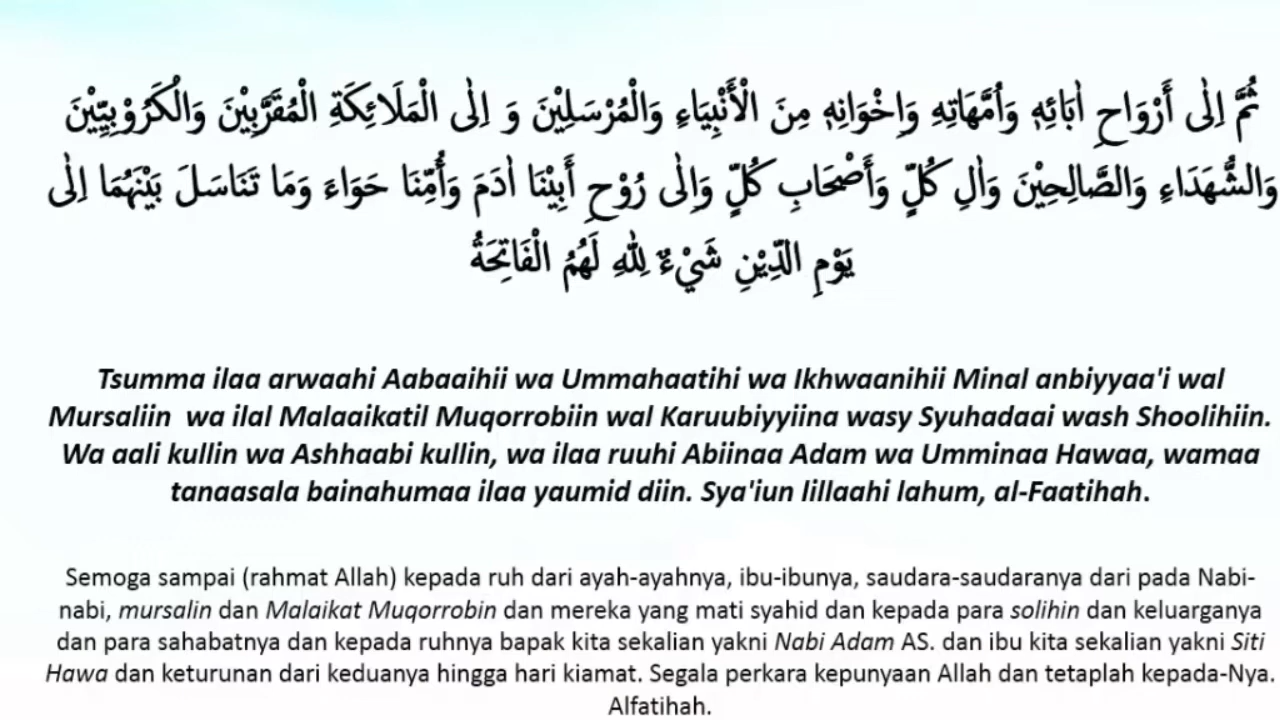 ثُمَّ اِلٰى أَرْوَاحِ اٰبَائِهٖ وَاُمَّهَاتِهِ وَاِخْوَانِهٖ مِنَ الْأَنْبِيَاءِ وَالْمُرْسَلِيْنَ وَ اِلٰى الْمَلَائِكَةِ الْمُقَرَّبِيْنَ وَالْكَرُوْبِيِّيْنَ
وَالشُّهَدَاءِ وَالصَّالِحِيْنَ وَاٰلِ كُلٍّ وَأَصْحَابِ كُلٍّ وَاِلٰى رُوْحِ أَبِيْنَا اٰدَمَ وَأُمِّنَا حَوَاءَ وَمَا تَنَاسَلَ بَيْنَهُمَا اِلٰى
يَوْمِ الدِّيْنِ شَيْءٌ لِلّٰهِ لَهُمُ الْفَاتِحَةُ
Tsumma ilaa arwaahi Aabaaihii wa Ummahaatihi wa Ikhwaanihii Minal anbiyyaa'i wal
Mursaliin wa ilal Malaaikatil Muqorrobiin wal Karuubiyyiina wasy Syuhadaai wash Shoolihiin.
Wa aali kullin wa Ashhaabi kullin, wa ilaa ruuhi Abiinaa Adam wa Umminaa Hawaa, wamaa
tanaasala bainahumaa ilaa yaumid diin. Sya'iun lillaahi lahum, al-Faatihah.
Semoga sampai (rahmat Allah) kepada ruh dari ayah-ayahnya, ibu-ibunya, saudara-saudaranya dari pada Nabi-
nabi, mursalin dan Malaikat Muqorrobin dan mereka yang mati syahid dan kepada para solihin dan keluarganya
dan para sahabatnya dan kepada ruhnya bapak kita sekalian yakni Nabi Adam AS. dan ibu kita sekalian yakni Siti
Hawa dan keturunan dari keduanya hingga hari kiamat. Segala perkara kepunyaan Allah dan tetaplah kepada-Nya.
Alfatihah.